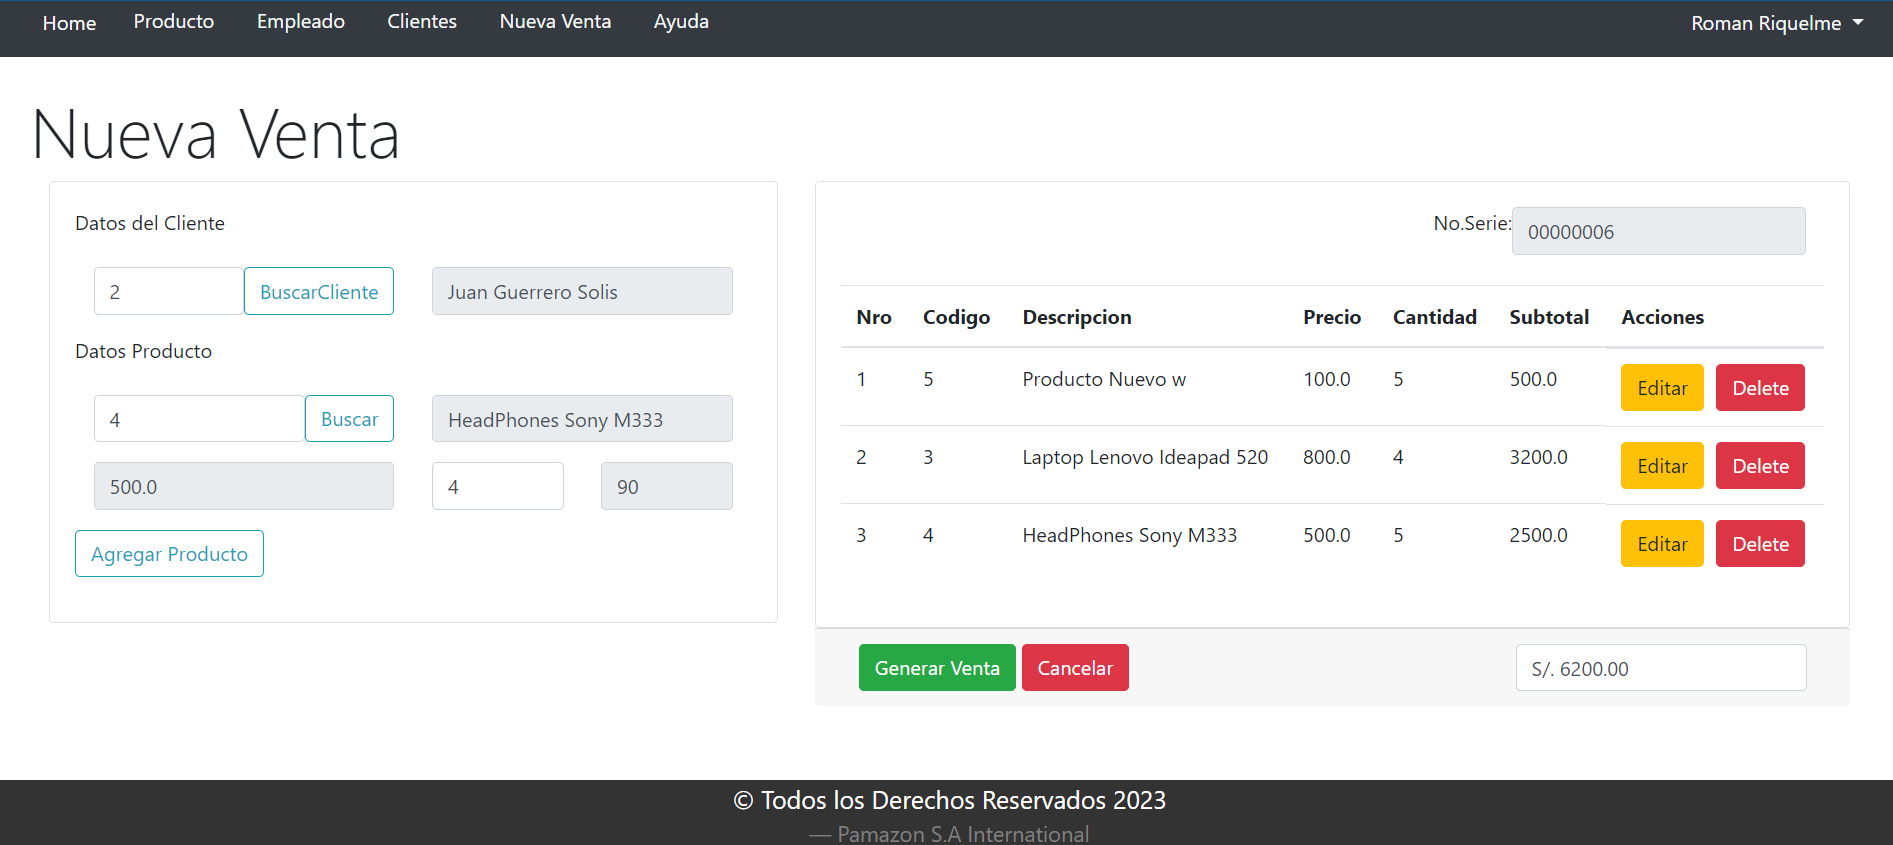 Home Producto Empleado Clientes Nueva Venta Ayuda Roman Riquelme
Nueva Venta
Datos del Cliente
2 BuscarCliente Juan Guerrero Solis
Datos Producto
4 Buscar HeadPhones Sony M333
500.0 4 90
Agregar Producto
No.Serie: 00000006
Nro Codigo Descripcion Precio Cantidad Subtotal Acciones
1 5 Producto Nuevo w 100.0 5 500.0 Editar Delete
2 3 Laptop Lenovo Ideapad 520 800.0 4 3200.0 Editar Delete
3 4 HeadPhones Sony M333 500.0 5 2500.0 Editar Delete
Generar Venta Cancelar S/. 6200.00
© Todos los Derechos Reservados 2023
— Pamazon S.A International